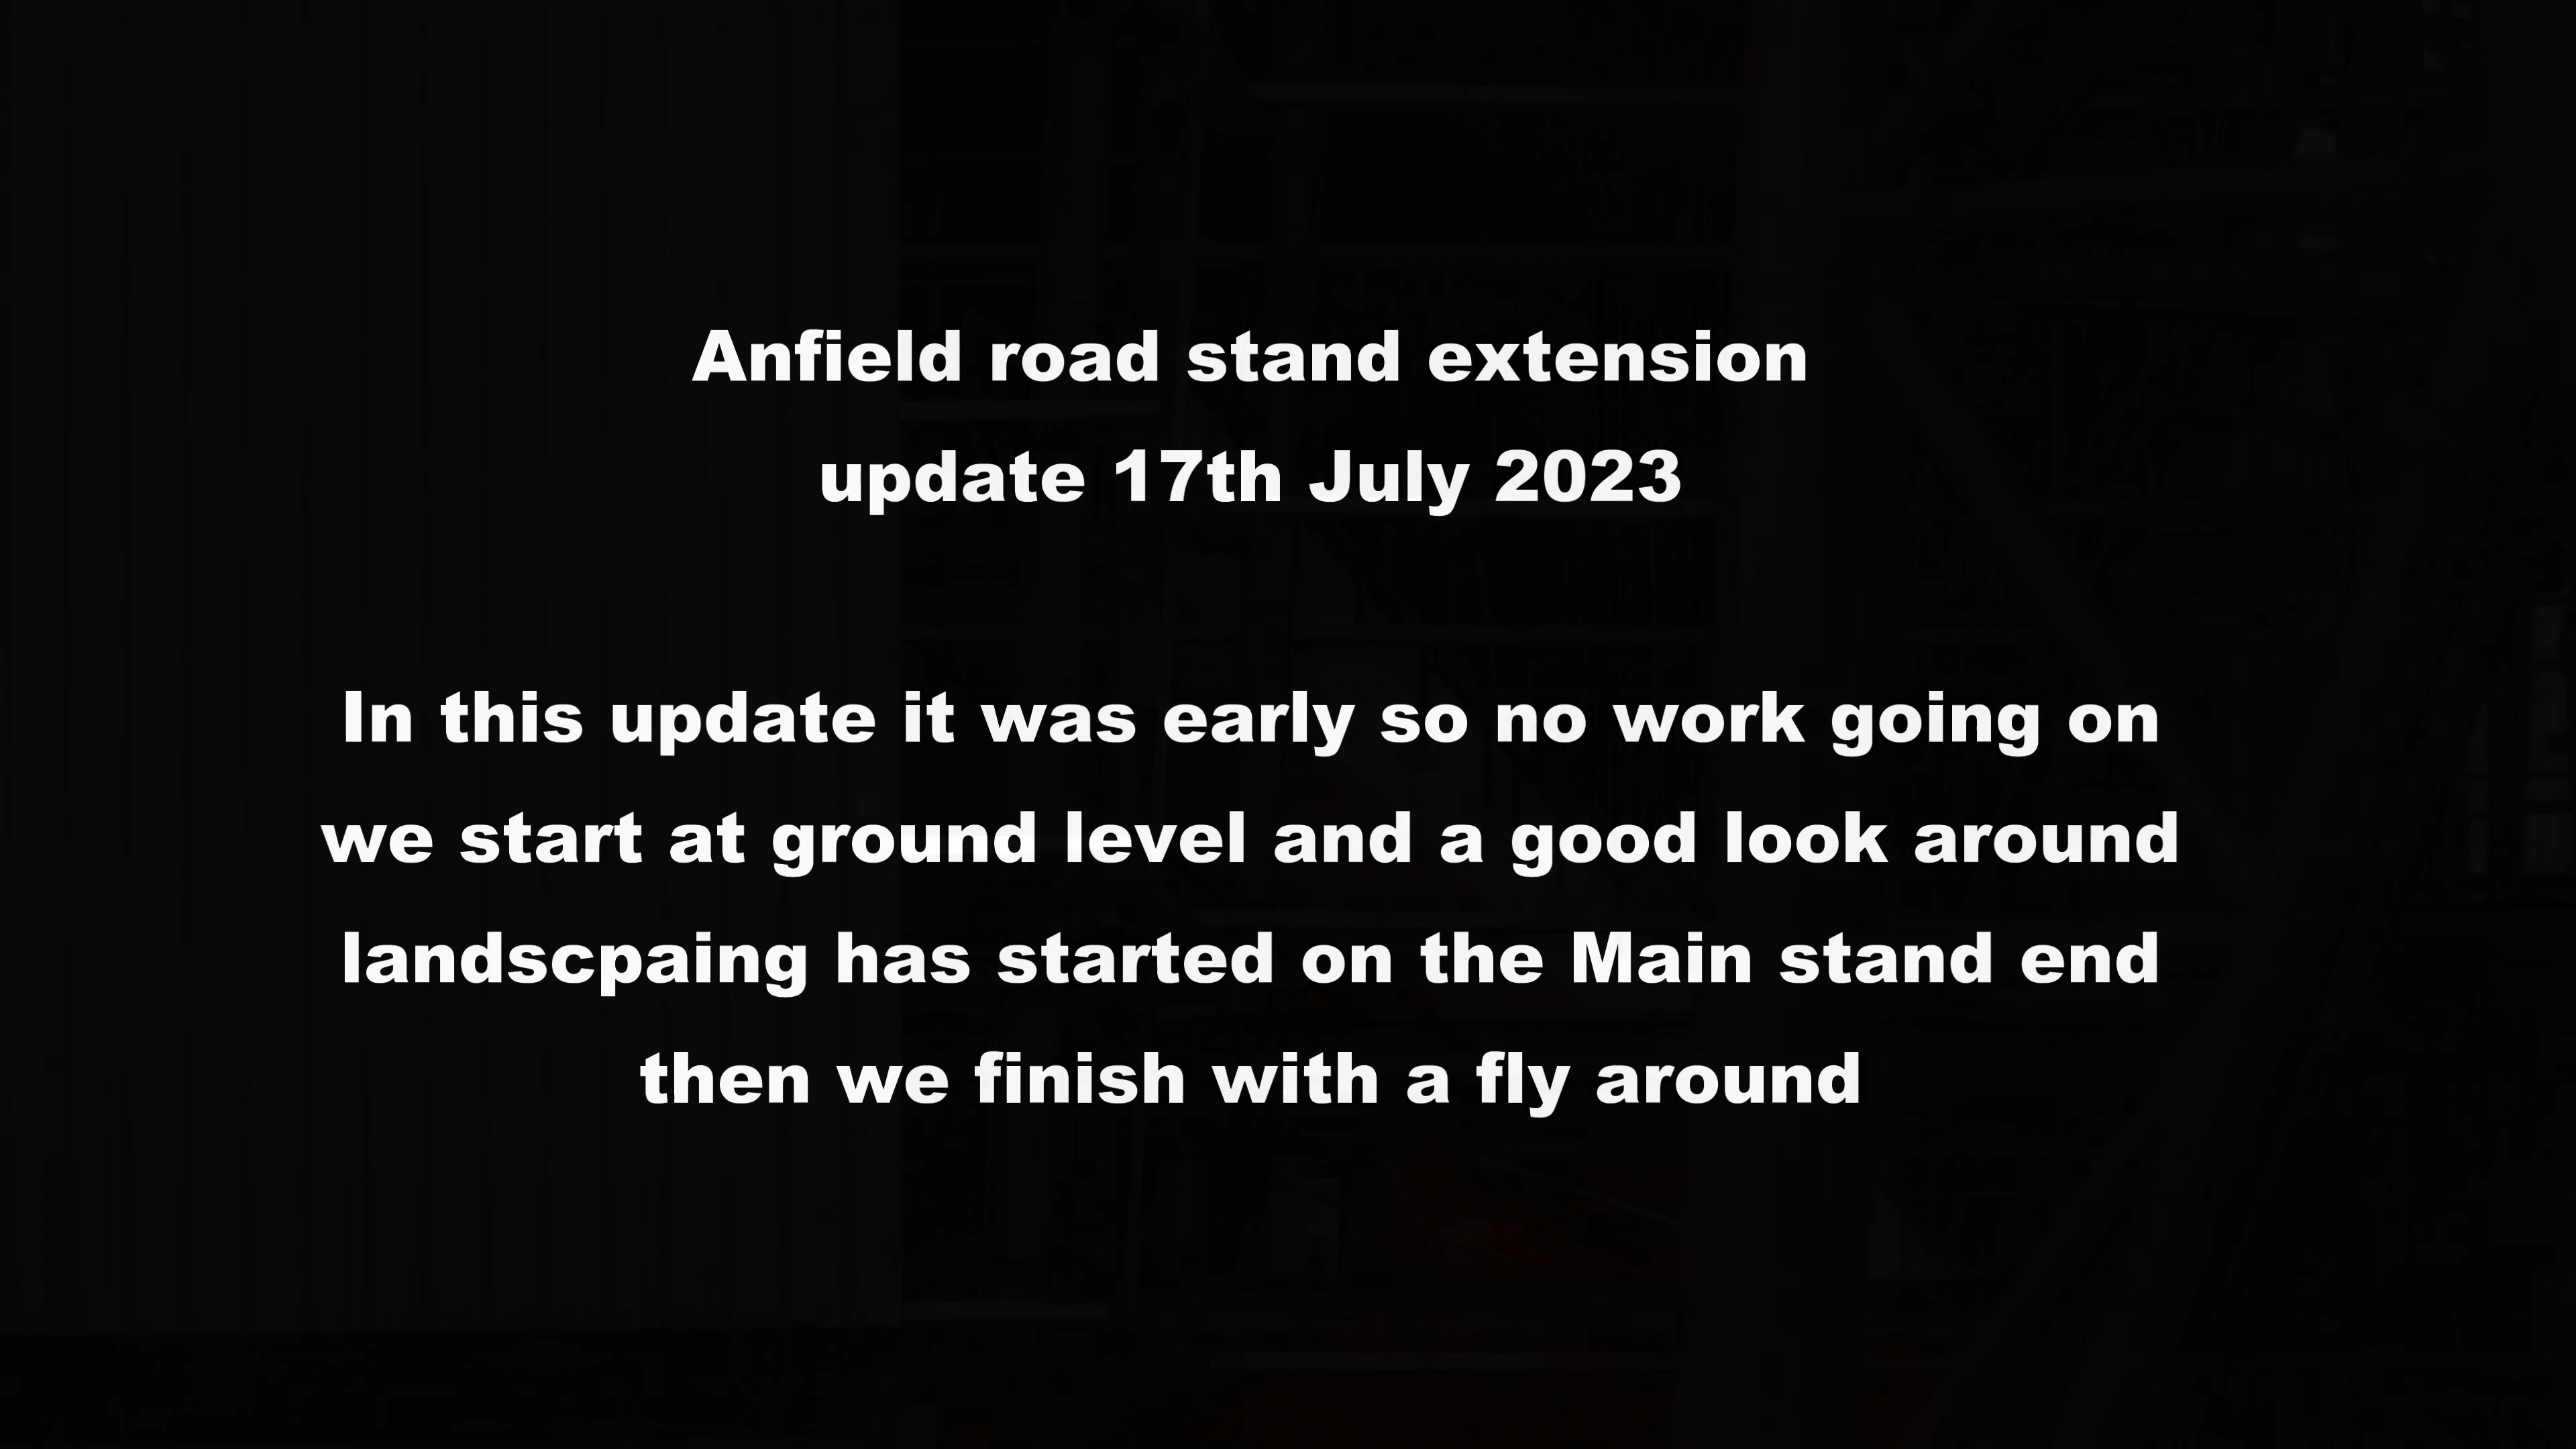 Anfield road stand extension
update 17th July 2023
In this update it was early so no work going on
we start at ground level and a good look around
landscpaing has started on the Main stand end
then we finish with a fly around